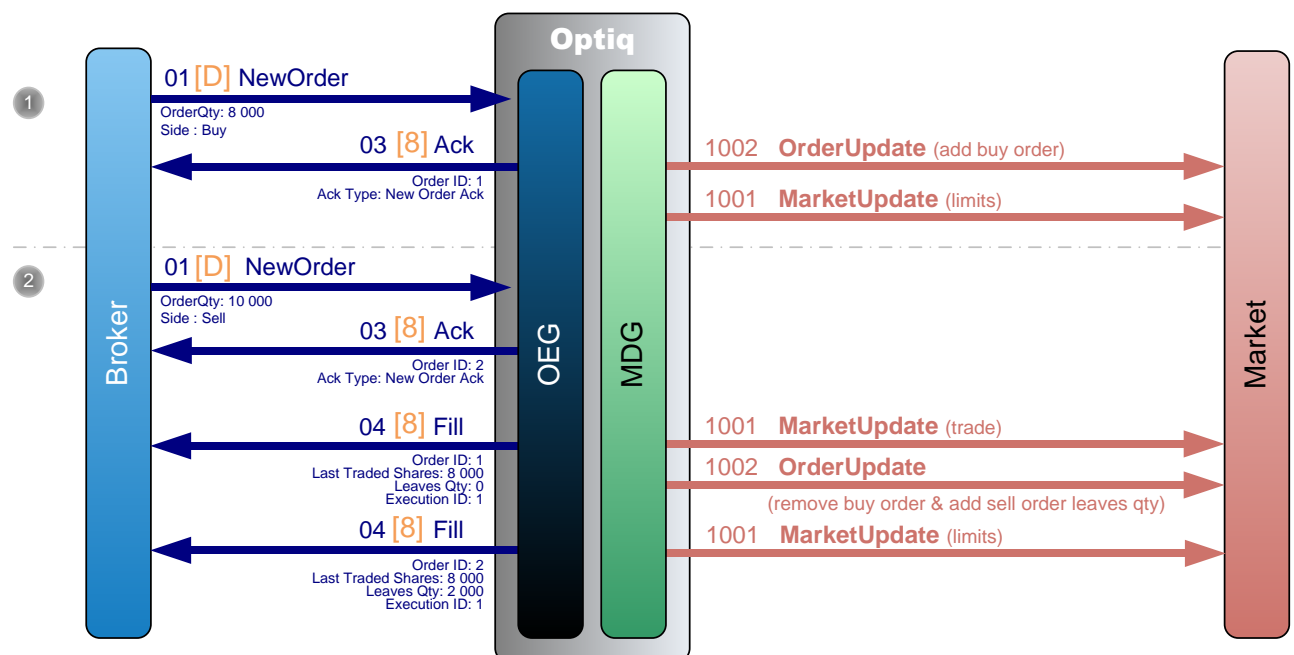 Optiq
1
01 [D] NewOrder
OrderQty: 8 000
Side : Buy
03 [8] Ack
Order ID: 1
Ack Type: New Order Ack
1002 OrderUpdate (add buy order)
1001 MarketUpdate (limits)
2
01 [D] NewOrder
OrderQty: 10 000
Side : Sell
03 [8] Ack
Order ID: 2
Ack Type: New Order Ack
04 [8] Fill
Order ID: 1
Last Traded Shares: 8 000
Leaves Qty: 0
Execution ID: 1
04 [8] Fill
Order ID: 2
Last Traded Shares: 8 000
Leaves Qty: 2 000
Execution ID: 1
1001 MarketUpdate (trade)
1002 OrderUpdate
(remove buy order & add sell order leaves qty)
1001 MarketUpdate (limits)
Broker
OEG
MDG
Market